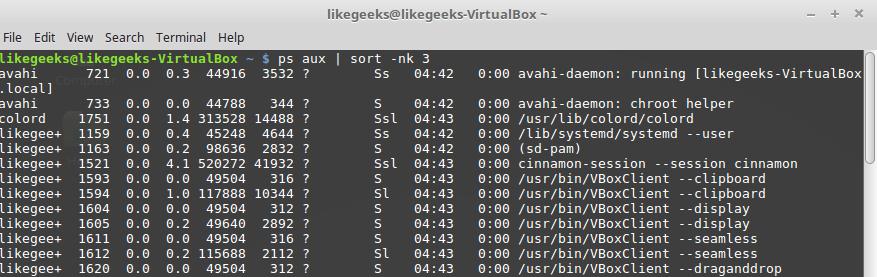 likegeeks@likegeeks-VirtualBox ~
File Edit View Search Terminal Help
likegeeks@likegeeks-VirtualBox ~ $ ps aux | sort -nk 3
avahi 721 0.0 0.3 44916 3532 ? Ss 04:42 0:00 avahi-daemon: running [likegeeks-VirtualBox
.local]
avahi 733 0.0 0.0 44788 344 ? S 04:42 0:00 avahi-daemon: chroot helper
colord 1751 0.0 1.4 313528 14488 ? Ssl 04:43 0:00 /usr/lib/colord/colord
likegee+ 1159 0.0 0.4 45248 4644 ? Ss 04:42 0:00 /lib/systemd/systemd --user
likegee+ 1163 0.0 0.2 98636 2832 ? S 04:42 0:00 (sd-pam)
likegee+ 1521 0.0 4.1 520272 41932 ? Ssl 04:43 0:00 cinnamon-session --session cinnamon
likegee+ 1593 0.0 0.0 49504 316 ? S 04:43 0:00 /usr/bin/VBoxClient --clipboard
likegee+ 1594 0.0 1.0 117888 10344 ? Sl 04:43 0:00 /usr/bin/VBoxClient --clipboard
likegee+ 1604 0.0 0.0 49504 312 ? S 04:43 0:00 /usr/bin/VBoxClient --display
likegee+ 1605 0.0 0.2 49640 2892 ? S 04:43 0:00 /usr/bin/VBoxClient --display
likegee+ 1611 0.0 0.0 49504 316 ? S 04:43 0:00 /usr/bin/VBoxClient --seamless
likegee+ 1612 0.0 0.2 115688 2112 ? Sl 04:43 0:00 /usr/bin/VBoxClient --seamless
likegee+ 1620 0.0 0.0 49504 312 ? S 04:43 0:00 /usr/bin/VBoxClient --draganddrop